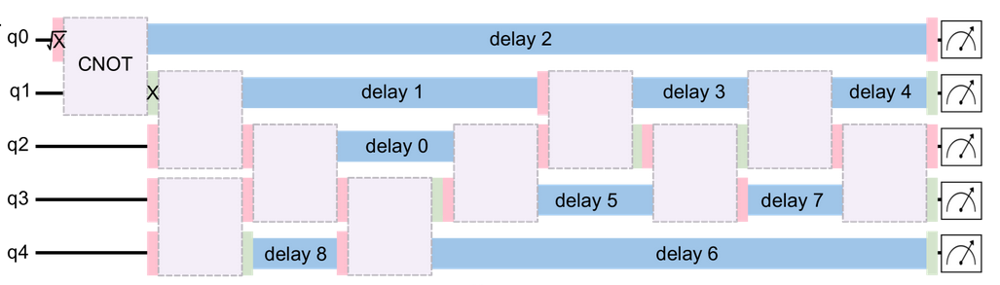 q0 √X delay 2
CNOT
q1 X delay 1 delay 3 delay 4
q2 delay 0
q3 delay 5 delay 7
q4 delay 8 delay 6